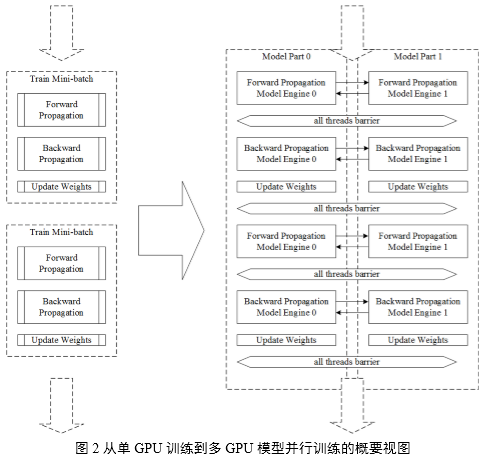 Train Mini-batch
Forward
Propagation
Backward
Propagation
Update Weights
Train Mini-batch
Forward
Propagation
Backward
Propagation
Update Weights
Model Part 0
Model Part 1
Forward Propagation
Model Engine 0
Forward Propagation
Model Engine 1
all threads barrier
Backward Propagation
Model Engine 0
Backward Propagation
Model Engine 1
Update Weights
Update Weights
all threads barrier
Forward Propagation
Model Engine 0
Forward Propagation
Model Engine 1
all threads barrier
Backward Propagation
Model Engine 0
Backward Propagation
Model Engine 1
Update Weights
Update Weights
all threads barrier
图 2 从单 GPU 训练到多 GPU 模型并行训练的概要视图